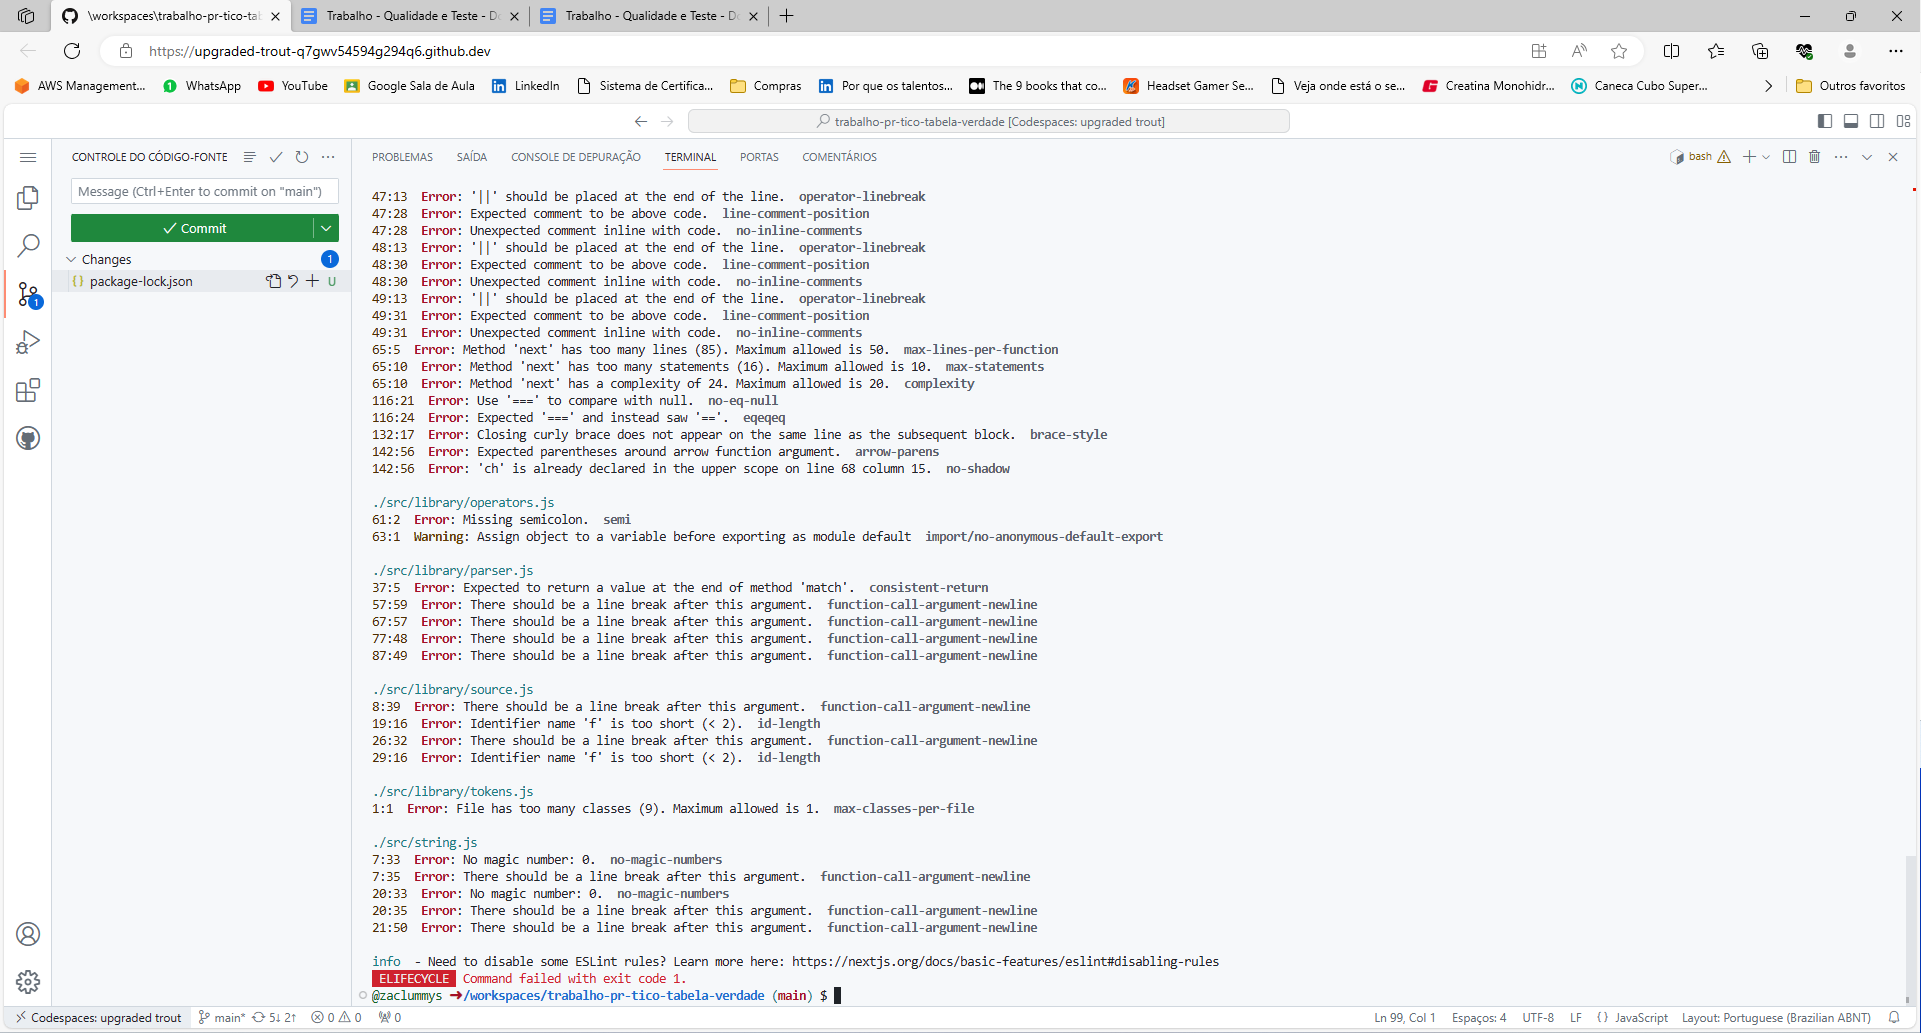 \workspaces\trabalho-pr-tico-tab
Trabalho - Qualidade e Teste - Do
Trabalho - Qualidade e Teste - Do
https://upgraded-trout-q7gwv54594g294q6.github.dev
AWS Management...
WhatsApp
YouTube
Google Sala de Aula
LinkedIn
Sistema de Certifica...
Compras
Por que os talentos...
The 9 books that co...
Headset Gamer Se...
Veja onde está o se...
Creatina Monohidr...
Caneca Cubo Super...
Outros favoritos
trabalho-pr-tico-tabela-verdade [Codespaces: upgraded trout]
CONTROLE DO CÓDIGO-FONTE
Message (Ctrl+Enter to commit on "main")
Commit
Changes 1
package-lock.json U
1
PROBLEMAS SAÍDA CONSOLE DE DEPURAÇÃO TERMINAL PORTAS COMENTÁRIOS
bash
47:13 Error: '||' should be placed at the end of the line. operator-linebreak
47:28 Error: Expected comment to be above code. line-comment-position
47:28 Error: Unexpected comment inline with code. no-inline-comments
48:13 Error: '||' should be placed at the end of the line. operator-linebreak
48:30 Error: Expected comment to be above code. line-comment-position
48:30 Error: Unexpected comment inline with code. no-inline-comments
49:13 Error: '||' should be placed at the end of the line. operator-linebreak
49:31 Error: Expected comment to be above code. line-comment-position
49:31 Error: Unexpected comment inline with code. no-inline-comments
65:5 Error: Method 'next' has too many lines (85). Maximum allowed is 50. max-lines-per-function
65:10 Error: Method 'next' has too many statements (16). Maximum allowed is 10. max-statements
65:10 Error: Method 'next' has a complexity of 24. Maximum allowed is 20. complexity
116:21 Error: Use '===' to compare with null. no-eq-null
116:24 Error: Expected '===' and instead saw '=='. eqeqeq
132:17 Error: Closing curly brace does not appear on the same line as the subsequent block. brace-style
142:56 Error: Expected parentheses around arrow function argument. arrow-parens
142:56 Error: 'ch' is already declared in the upper scope on line 68 column 15. no-shadow
./src/library/operators.js
61:2 Error: Missing semicolon. semi
63:1 Warning: Assign object to a variable before exporting as module default import/no-anonymous-default-export
./src/library/parser.js
37:5 Error: Expected to return a value at the end of method 'match'. consistent-return
57:59 Error: There should be a line break after this argument. function-call-argument-newline
67:57 Error: There should be a line break after this argument. function-call-argument-newline
77:48 Error: There should be a line break after this argument. function-call-argument-newline
87:49 Error: There should be a line break after this argument. function-call-argument-newline
./src/library/source.js
8:39 Error: There should be a line break after this argument. function-call-argument-newline
19:16 Error: Identifier name 'f' is too short (< 2). id-length
26:32 Error: There should be a line break after this argument. function-call-argument-newline
29:16 Error: Identifier name 'f' is too short (< 2). id-length
./src/library/tokens.js
1:1 Error: File has too many classes (9). Maximum allowed is 1. max-classes-per-file
./src/string.js
7:33 Error: No magic number: 0. no-magic-numbers
7:35 Error: There should be a line break after this argument. function-call-argument-newline
20:33 Error: No magic number: 0. no-magic-numbers
20:35 Error: There should be a line break after this argument. function-call-argument-newline
21:50 Error: There should be a line break after this argument. function-call-argument-newline
info - Need to disable some ESLint rules? Learn more here: https://nextjs.org/docs/basic-features/eslint#disabling-rules
ELIFECYCLE Command failed with exit code 1.
@zaclummys ➜/workspaces/trabalho-pr-tico-tabela-verdade (main) $
Codespaces: upgraded trout main* 5↓ 2↑ 0 0 0
Ln 99, Col 1 Espaços: 4 UTF-8 LF {} JavaScript Layout: Portuguese (Brazilian ABNT)